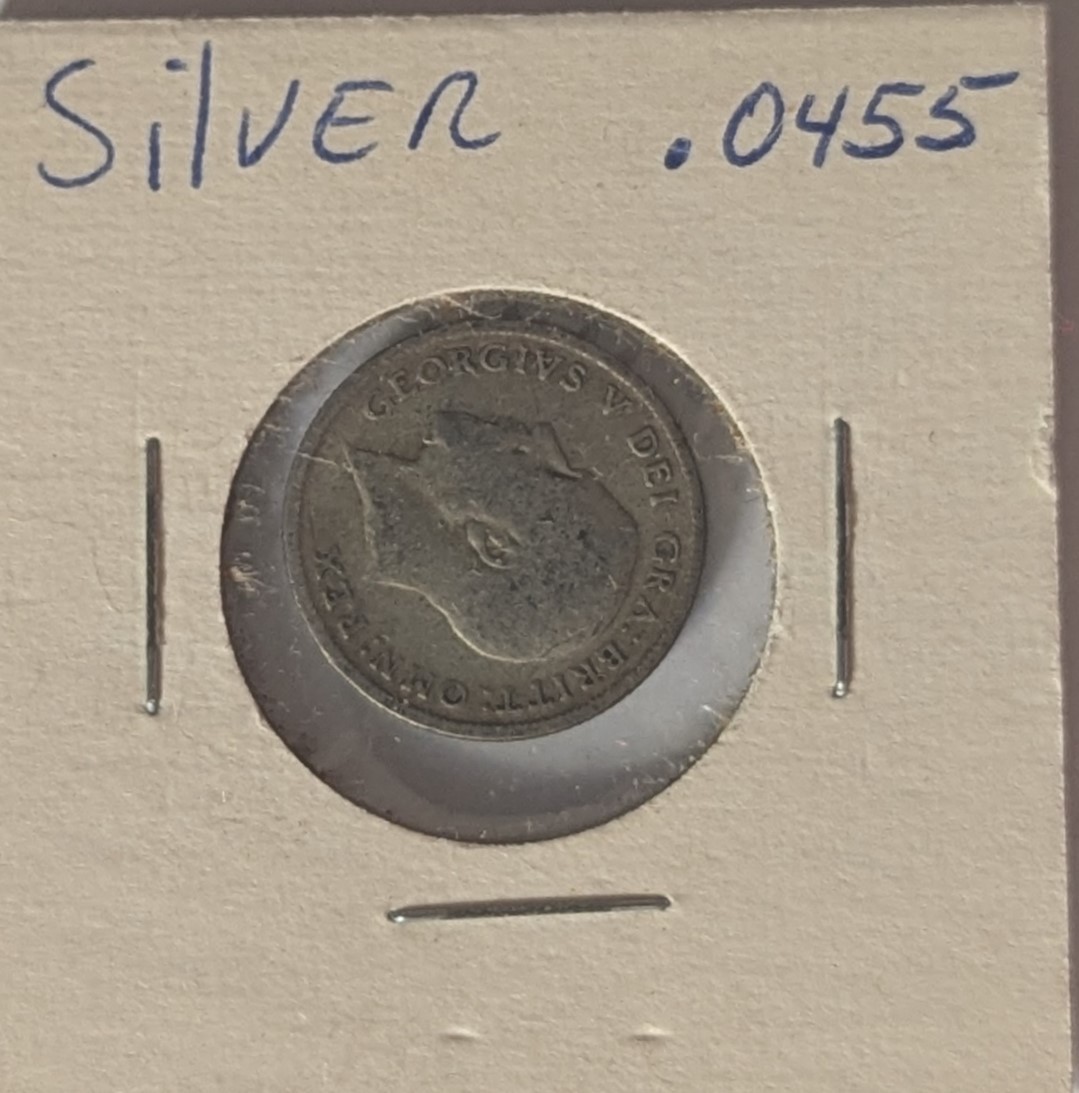 SilVER .0455
GEORGIVS V DEI GRA: BRITT: OMN: REX